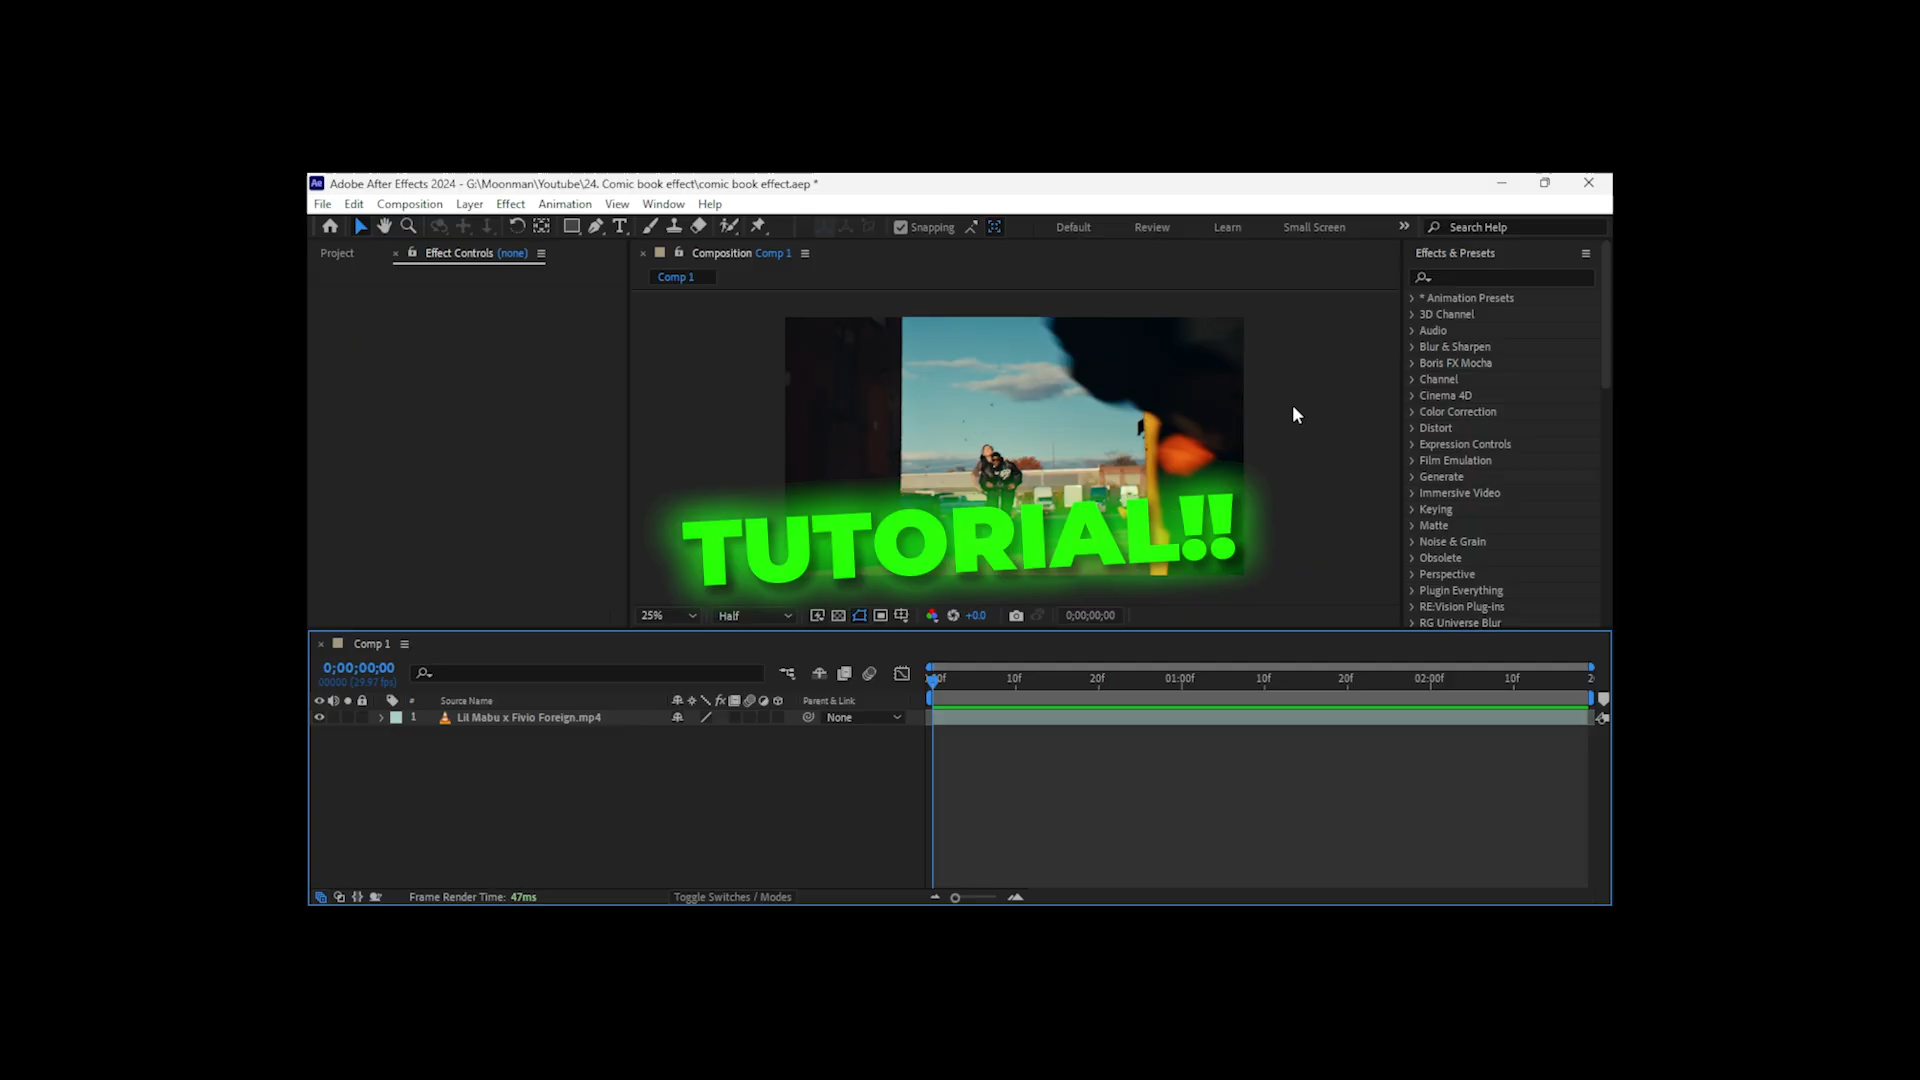 Adobe After Effects 2024 - G:\Moonman\Youtube\24. Comic book effect\comic book effect.aep *
File Edit Composition Layer Effect Animation View Window Help
Snapping Default Review Learn Small Screen Search Help
Project Effect Controls (none) Composition Comp 1 Effects & Presets
Comp 1
* Animation Presets
3D Channel
Audio
Blur & Sharpen
Boris FX Mocha
Channel
Cinema 4D
Color Correction
Distort
Expression Controls
Film Emulation
Generate
Immersive Video
Keying
Matte
Noise & Grain
Obsolete
Perspective
Plugin Everything
RE:Vision Plug-ins
RG Universe Blur
TUTORIAL!!
25% Half +0.0 0;00;00;00
Comp 1
0;00;00;00
00000 (29.97 fps)
10f 20f 01:00f 10f 20f 02:00f 10f
# Source Name Parent & Link
1 Lil Mabu x Fivio Foreign.mp4 None
Frame Render Time: 47ms Toggle Switches / Modes